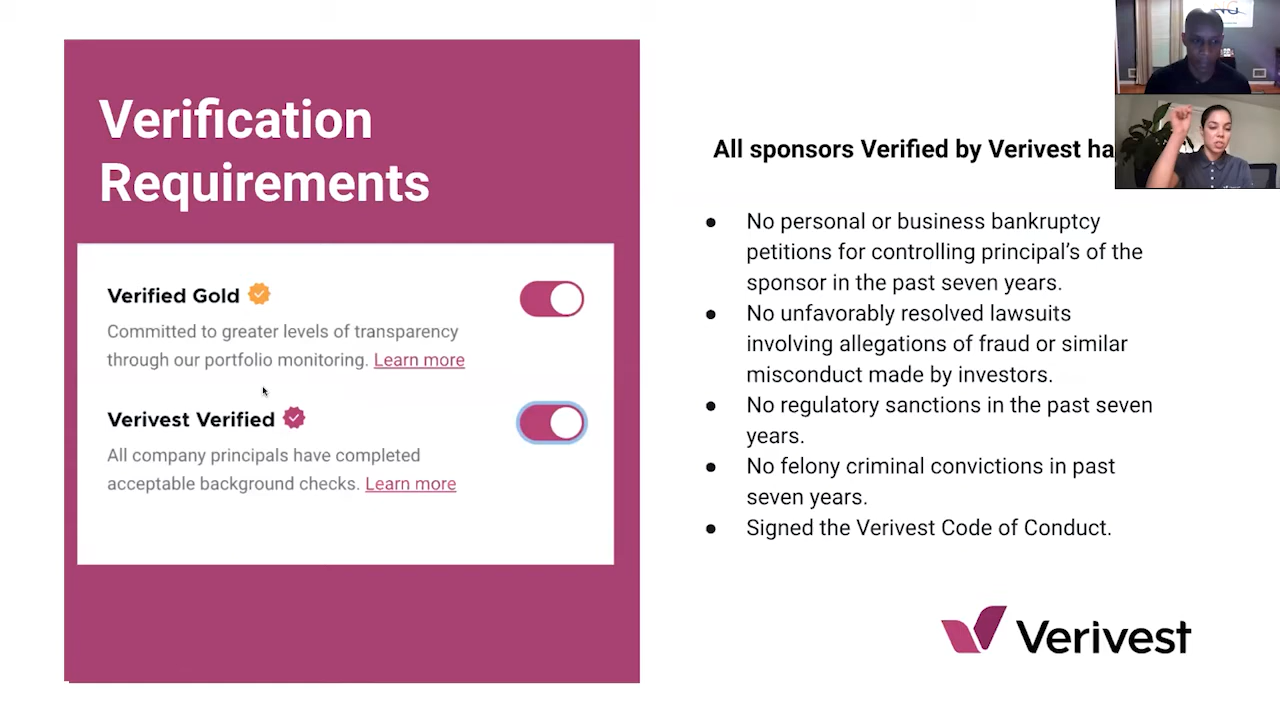 Verification
Requirements
Verified Gold
Committed to greater levels of transparency
through our portfolio monitoring. Learn more
Verivest Verified
All company principals have completed
acceptable background checks. Learn more
All sponsors Verified by Verivest ha
● No personal or business bankruptcy
petitions for controlling principal’s of the
sponsor in the past seven years.
● No unfavorably resolved lawsuits
involving allegations of fraud or similar
misconduct made by investors.
● No regulatory sanctions in the past seven
years.
● No felony criminal convictions in past
seven years.
● Signed the Verivest Code of Conduct.
Verivest